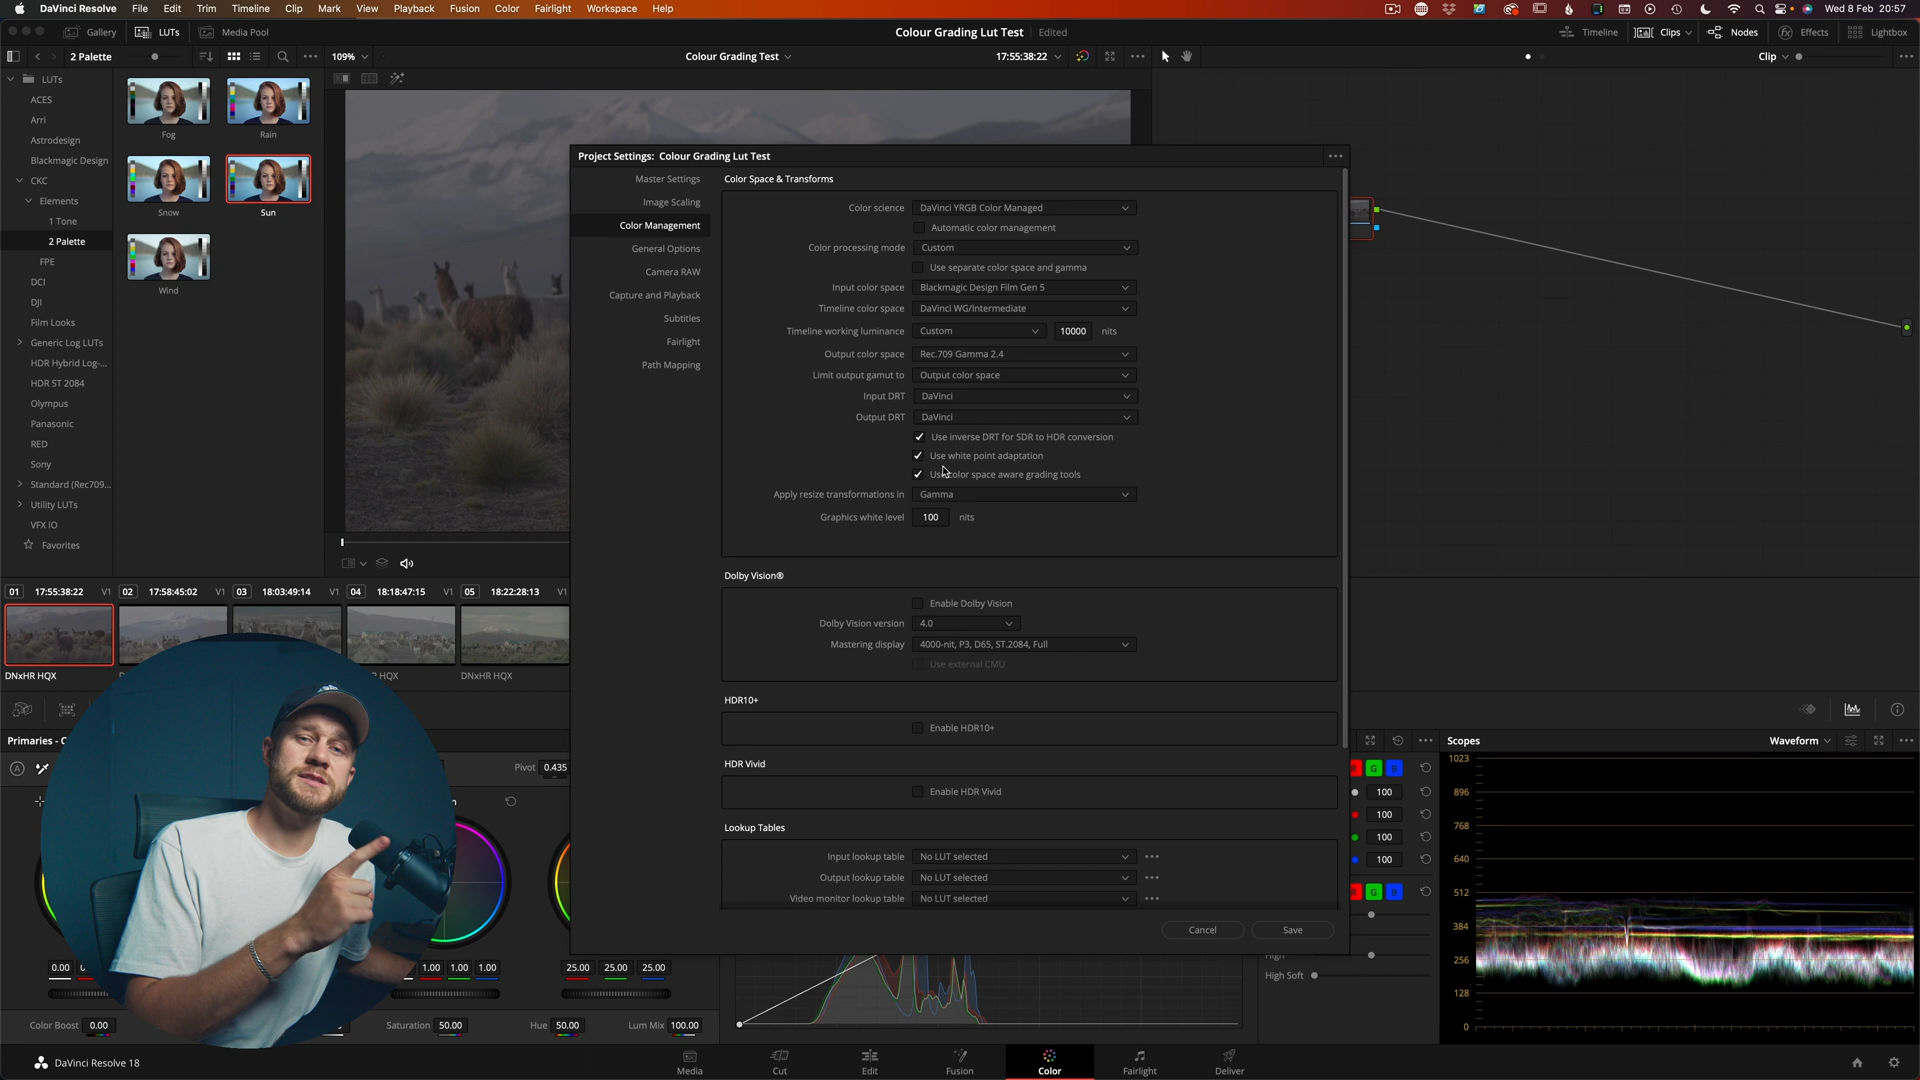 DaVinci Resolve File Edit Trim Timeline Clip Mark View Playback Fusion Color Fairlight Workspace Help Wed 8 Feb 20:57
Gallery LUTs Media Pool Colour Grading Lut Test Edited Timeline Clips Nodes Effects Lightbox
2 Palette 109% Colour Grading Test 17:55:38:22 Clip
LUTs
ACES
Arri
Astrodesign
Blackmagic Design
CKC
Elements
1 Tone
2 Palette
FPE
DCI
DJI
Film Looks
Generic Log LUTs
HDR Hybrid Log-...
HDR ST 2084
Olympus
Panasonic
RED
Sony
Standard (Rec709...
Utility LUTs
VFX IO
Favorites
Fog Rain
Snow Sun
Wind
Project Settings: Colour Grading Lut Test
Master Settings
Image Scaling
Color Management
General Options
Camera RAW
Capture and Playback
Subtitles
Fairlight
Path Mapping
Color Space & Transforms
Color science DaVinci YRGB Color Managed
Automatic color management
Color processing mode Custom
Use separate color space and gamma
Input color space Blackmagic Design Film Gen 5
Timeline color space DaVinci WG/Intermediate
Timeline working luminance Custom 10000 nits
Output color space Rec.709 Gamma 2.4
Limit output gamut to Output color space
Input DRT DaVinci
Output DRT DaVinci
Use inverse DRT for SDR to HDR conversion
Use white point adaptation
Use color space aware grading tools
Apply resize transformations in Gamma
Graphics white level 100 nits
Dolby Vision®
Enable Dolby Vision
Dolby Vision version 4.0
Mastering display 4000-nit, P3, D65, ST.2084, Full
Use external CMU
HDR10+
Enable HDR10+
HDR Vivid
Enable HDR Vivid
Lookup Tables
Input lookup table No LUT selected
Output lookup table No LUT selected
Video monitor lookup table No LUT selected
Cancel Save
01 17:55:38:22 V1 02 17:58:45:02 V1 03 18:03:49:14 V1 04 18:18:47:15 V1 05 18:22:28:13 V1
DNxHR HQX HQX DNxHR HQX
Primaries - C
A Pivot 0.435
0.00 1.00 1.00 1.00 25.00 25.00 25.00
Color Boost 0.00 Saturation 50.00 Hue 50.00 Lum Mix 100.00
R G B
100
100
100
100
R G B
High
High Soft
Scopes Waveform
1023
896
768
640
512
384
256
128
0
DaVinci Resolve 18 Media Cut Edit Fusion Color Fairlight Deliver